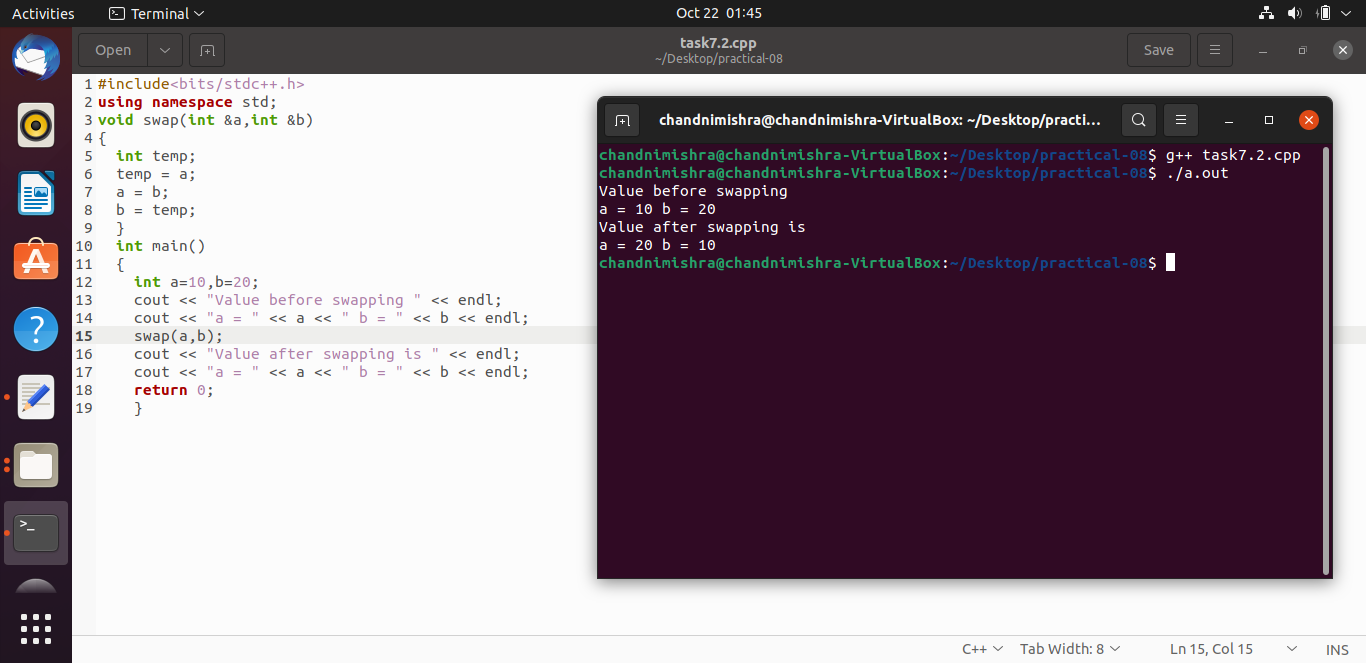 Activities Terminal Oct 22 01:45
Open task7.2.cpp Save
~/Desktop/practical-08
1 #include<bits/stdc++.h>
2 using namespace std;
3 void swap(int &a,int &b)
4 {
5   int temp;
6   temp = a;
7   a = b;
8   b = temp;
9   }
10   int main()
11   {
12     int a=10,b=20;
13     cout << "Value before swapping " << endl;
14     cout << "a = " << a << " b = " << b << endl;
15     swap(a,b);
16     cout << "Value after swapping is " << endl;
17     cout << "a = " << a << " b = " << b << endl;
18     return 0;
19     }
chandnimishra@chandnimishra-VirtualBox: ~/Desktop/practi...
chandnimishra@chandnimishra-VirtualBox:~/Desktop/practical-08$ g++ task7.2.cpp
chandnimishra@chandnimishra-VirtualBox:~/Desktop/practical-08$ ./a.out
Value before swapping
a = 10 b = 20
Value after swapping is
a = 20 b = 10
chandnimishra@chandnimishra-VirtualBox:~/Desktop/practical-08$
C++ Tab Width: 8 Ln 15, Col 15 INS